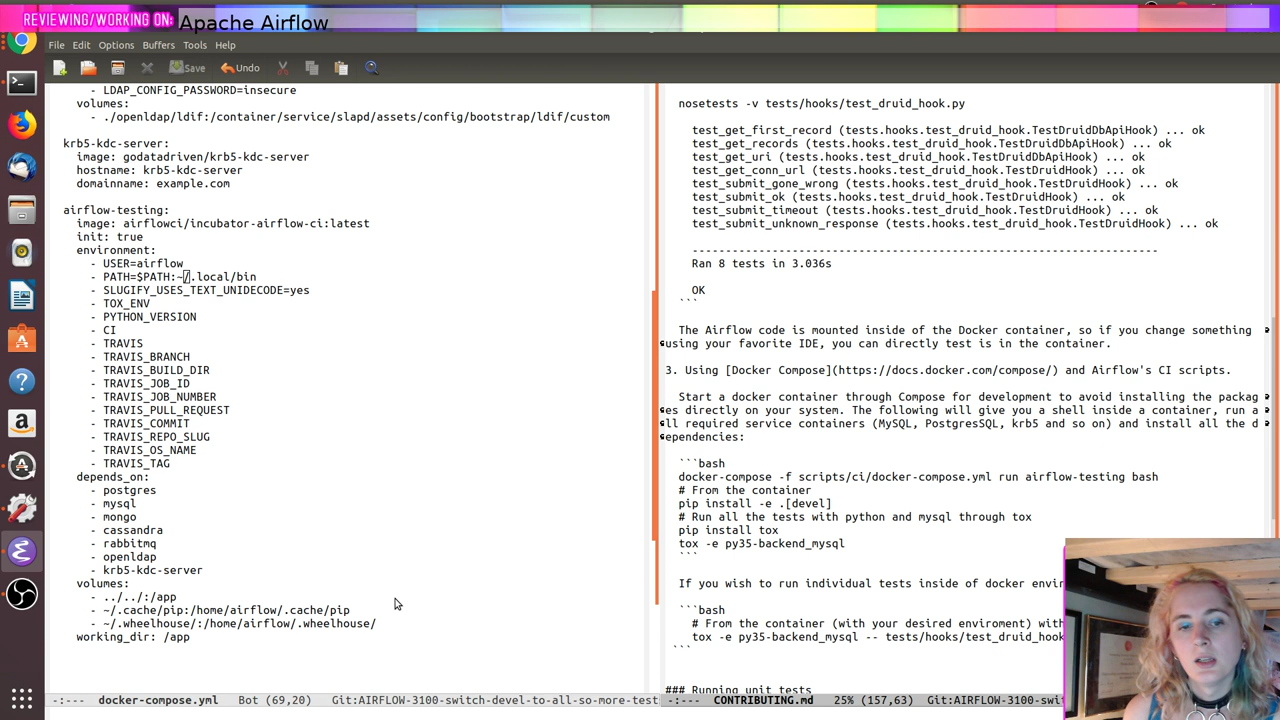 REVIEWING/WORKING ON: Apache Airflow
File Edit Options Buffers Tools Help
Save Undo
- LDAP_CONFIG_PASSWORD=insecure
volumes:
- ./openldap/ldif:/container/service/slapd/assets/config/bootstrap/ldif/custom
krb5-kdc-server:
image: godatadriven/krb5-kdc-server
hostname: krb5-kdc-server
domainname: example.com
airflow-testing:
image: airflowci/incubator-airflow-ci:latest
init: true
environment:
- USER=airflow
- PATH=$PATH:~/.local/bin
- SLUGIFY_USES_TEXT_UNIDECODE=yes
- TOX_ENV
- PYTHON_VERSION
- CI
- TRAVIS
- TRAVIS_BRANCH
- TRAVIS_BUILD_DIR
- TRAVIS_JOB_ID
- TRAVIS_JOB_NUMBER
- TRAVIS_PULL_REQUEST
- TRAVIS_COMMIT
- TRAVIS_REPO_SLUG
- TRAVIS_OS_NAME
- TRAVIS_TAG
depends_on:
- postgres
- mysql
- mongo
- cassandra
- rabbitmq
- openldap
- krb5-kdc-server
volumes:
- ../../:/app
- ~/.cache/pip:/home/airflow/.cache/pip
- ~/.wheelhouse/:/home/airflow/.wheelhouse/
working_dir: /app
-:--- docker-compose.yml Bot (69,20) Git:AIRFLOW-3100-switch-devel-to-all-so-more-test
nosetests -v tests/hooks/test_druid_hook.py
test_get_first_record (tests.hooks.test_druid_hook.TestDruidDbApiHook) ... ok
test_get_records (tests.hooks.test_druid_hook.TestDruidDbApiHook) ... ok
test_get_uri (tests.hooks.test_druid_hook.TestDruidDbApiHook) ... ok
test_get_conn_url (tests.hooks.test_druid_hook.TestDruidHook) ... ok
test_submit_gone_wrong (tests.hooks.test_druid_hook.TestDruidHook) ... ok
test_submit_ok (tests.hooks.test_druid_hook.TestDruidHook) ... ok
test_submit_timeout (tests.hooks.test_druid_hook.TestDruidHook) ... ok
test_submit_unknown_response (tests.hooks.test_druid_hook.TestDruidHook) ... ok
----------------------------------------------------------------------
Ran 8 tests in 3.036s
OK
```
The Airflow code is mounted inside of the Docker container, so if you change something
using your favorite IDE, you can directly test is in the container.
3. Using [Docker Compose](https://docs.docker.com/compose/) and Airflow's CI scripts.
Start a docker container through Compose for development to avoid installing the packag
es directly on your system. The following will give you a shell inside a container, run a
ll required service containers (MySQL, PostgresSQL, krb5 and so on) and install all the d
ependencies:
```bash
docker-compose -f scripts/ci/docker-compose.yml run airflow-testing bash
# From the container
pip install -e .[devel]
# Run all the tests with python and mysql through tox
pip install tox
tox -e py35-backend_mysql
```
If you wish to run individual tests inside of docker envir
```bash
# From the container (with your desired enviroment) with
tox -e py35-backend_mysql -- tests/hooks/test_druid_hook
```
### Running unit tests
-:--- CONTRIBUTING.md 25% (157,63) Git:AIRFLOW-3100-swit